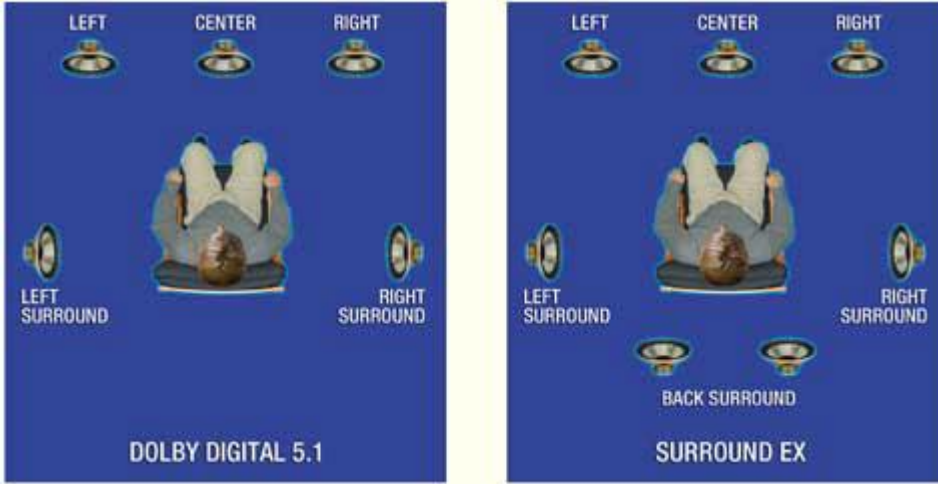 LEFT CENTER RIGHT
LEFT
SURROUND
RIGHT
SURROUND
DOLBY DIGITAL 5.1
LEFT CENTER RIGHT
LEFT
SURROUND
RIGHT
SURROUND
BACK SURROUND
SURROUND EX